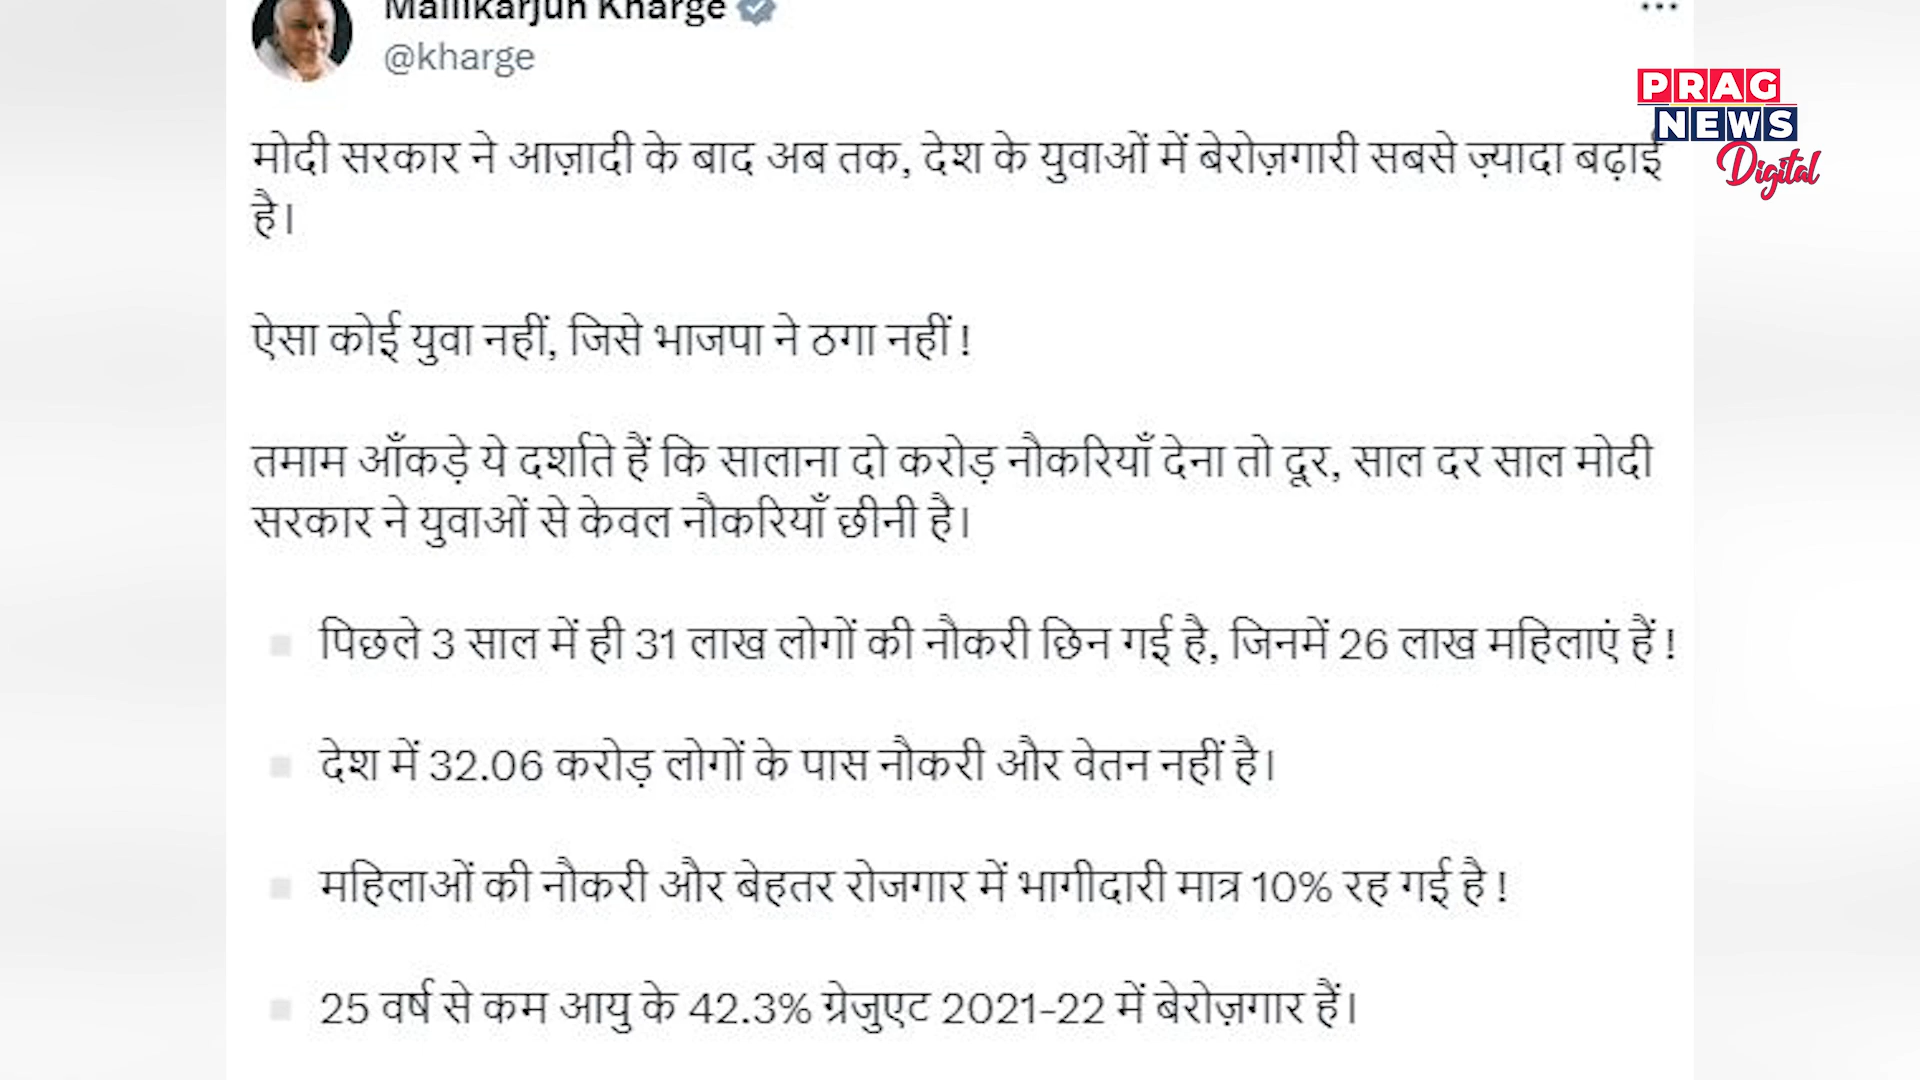 Mallikarjun Kharge
@kharge
PRAG
NEWS
Digital
मोदी सरकार ने आज़ादी के बाद अब तक, देश के युवाओं में बेरोज़गारी सबसे ज़्यादा बढ़ाई
है।
ऐसा कोई युवा नहीं, जिसे भाजपा ने ठगा नहीं !
तमाम आँकड़े ये दर्शाते हैं कि सालाना दो करोड़ नौकरियाँ देना तो दूर, साल दर साल मोदी
सरकार ने युवाओं से केवल नौकरियाँ छीनी है।
पिछले 3 साल में ही 31 लाख लोगों की नौकरी छिन गई है, जिनमें 26 लाख महिलाएं हैं !
देश में 32.06 करोड़ लोगों के पास नौकरी और वेतन नहीं है।
महिलाओं की नौकरी और बेहतर रोजगार में भागीदारी मात्र 10% रह गई है !
25 वर्ष से कम आयु के 42.3% ग्रेजुएट 2021-22 में बेरोज़गार हैं।